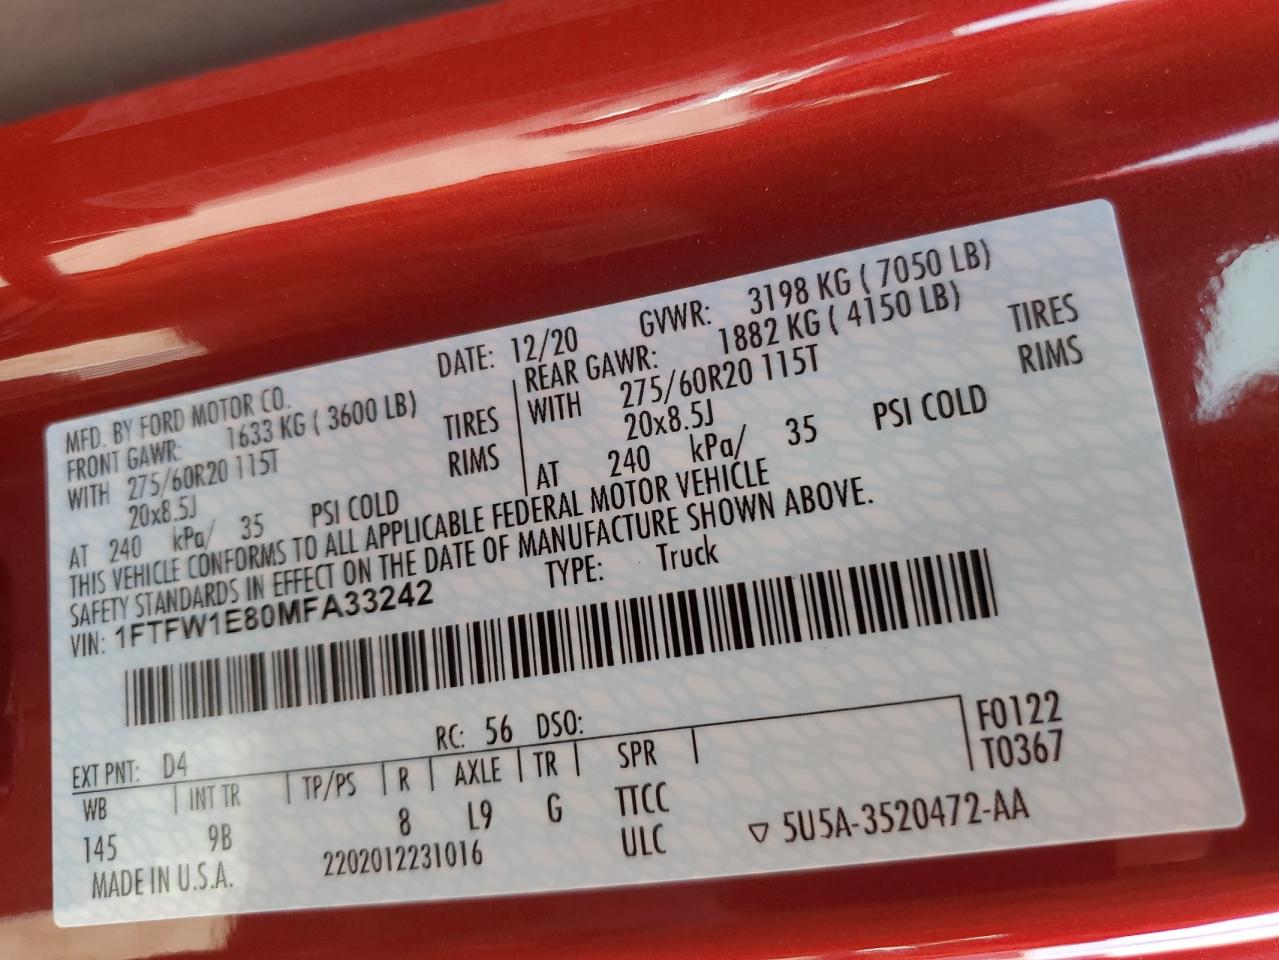 MFD. BY FORD MOTOR CO. DATE: 12/20 GVWR: 3198 KG ( 7050 LB)
FRONT GAWR: 1633 KG ( 3600 LB) REAR GAWR: 1882 KG ( 4150 LB)
WITH 275/60R20 115T TIRES WITH 275/60R20 115T TIRES
20x8.5J RIMS 20x8.5J RIMS
AT 240 kPa/ 35 PSI COLD AT 240 kPa/ 35 PSI COLD
THIS VEHICLE CONFORMS TO ALL APPLICABLE FEDERAL MOTOR VEHICLE
SAFETY STANDARDS IN EFFECT ON THE DATE OF MANUFACTURE SHOWN ABOVE.
VIN: 1FTFW1E80MFA33242 TYPE: Truck
EXT PNT: D4 RC: 56 DSO: F0122
WB INT TR TP/PS R AXLE TR SPR T0367
145 9B 8 L9 G TTCC
MADE IN U.S.A. 2202012231016 ULC ▽ 5U5A-3520472-AA